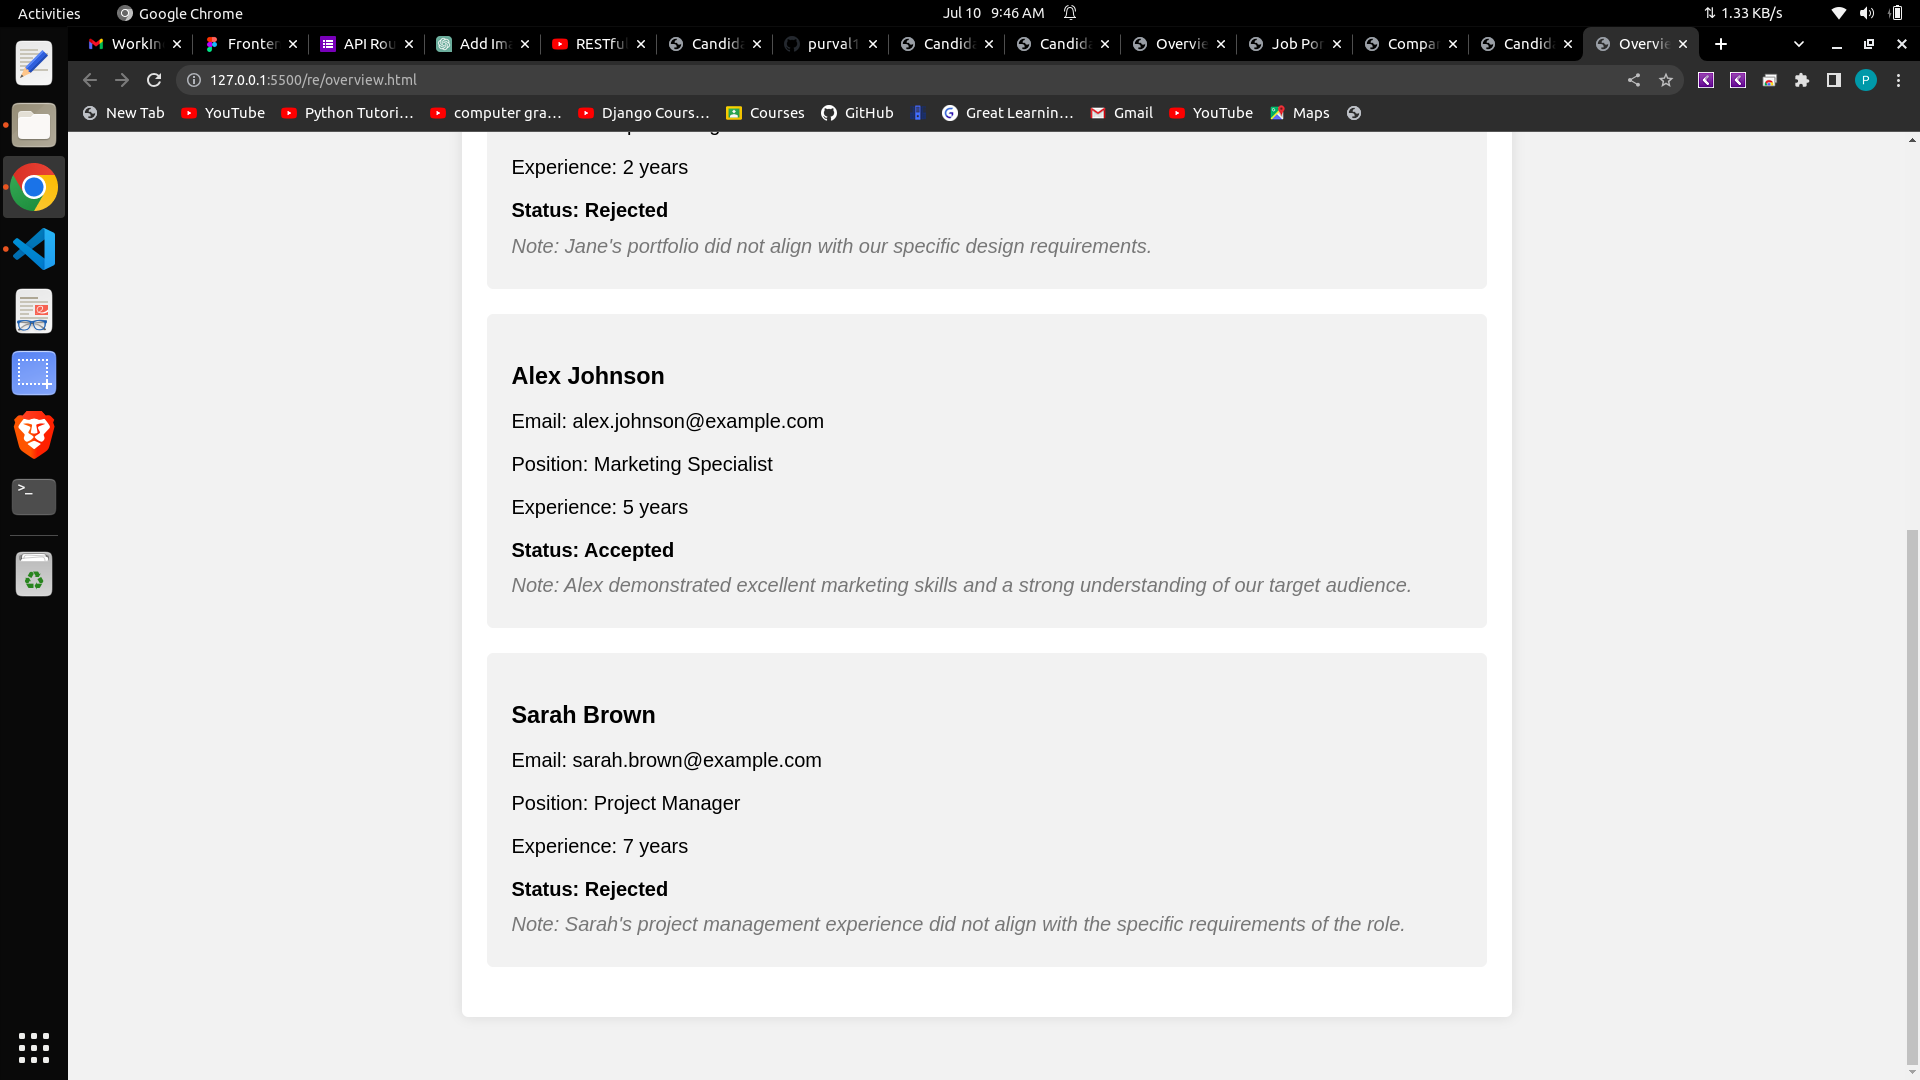 Activities
Google Chrome
Jul 10 9:46 AM
1.33 KB/s
WorkIn
Fronter
API Rou
Add Ima
RESTful
Candida
purval1
Candida
Candida
Overvie
Job Por
Compar
Candida
Overvie
127.0.0.1:5500/re/overview.html
P
New Tab
YouTube
Python Tutori...
computer gra...
Django Cours...
Courses
GitHub
Great Learnin...
Gmail
YouTube
Maps
Experience: 2 years
Status: Rejected
Note: Jane's portfolio did not align with our specific design requirements.
Alex Johnson
Email: alex.johnson@example.com
Position: Marketing Specialist
Experience: 5 years
Status: Accepted
Note: Alex demonstrated excellent marketing skills and a strong understanding of our target audience.
Sarah Brown
Email: sarah.brown@example.com
Position: Project Manager
Experience: 7 years
Status: Rejected
Note: Sarah's project management experience did not align with the specific requirements of the role.